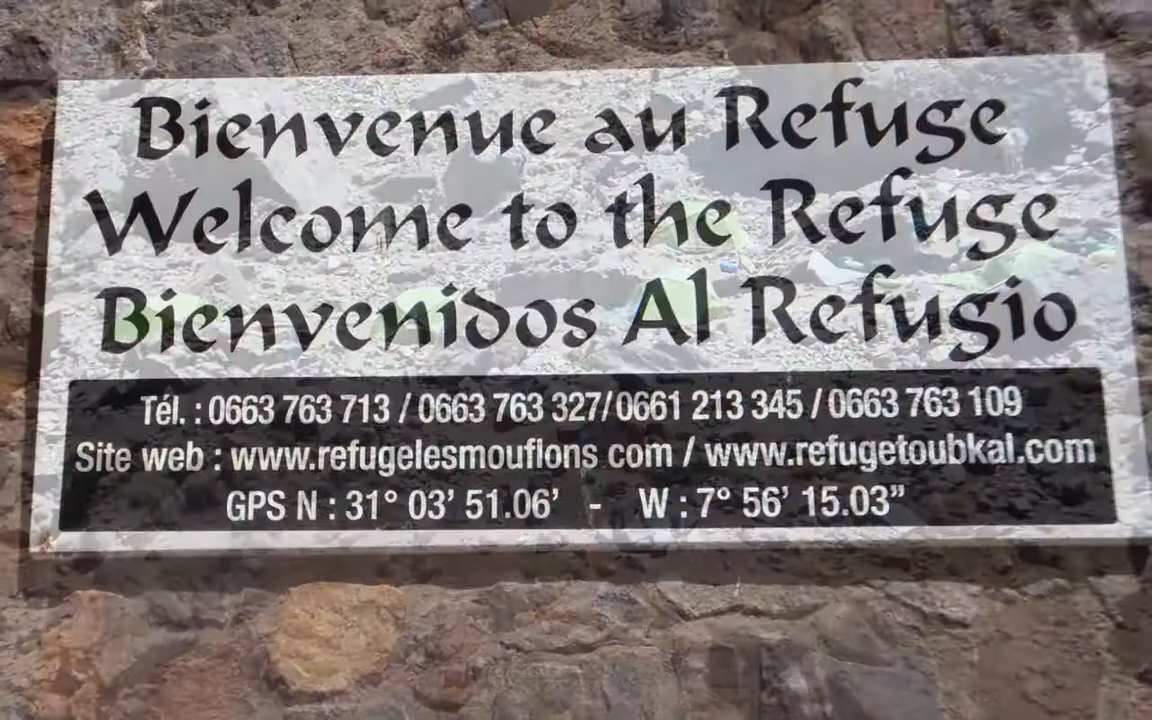 Bienvenue au Refuge
Welcome to the Refuge
Bienvenidos Al Refugio
Tél. : 0663 763 713 / 0663 763 327/ 0661 213 345 / 0663 763 109
Site web : www.refugelesmouflons com / www.refugetoubkal.com
GPS N : 31° 03' 51.06' - W : 7° 56' 15.03”